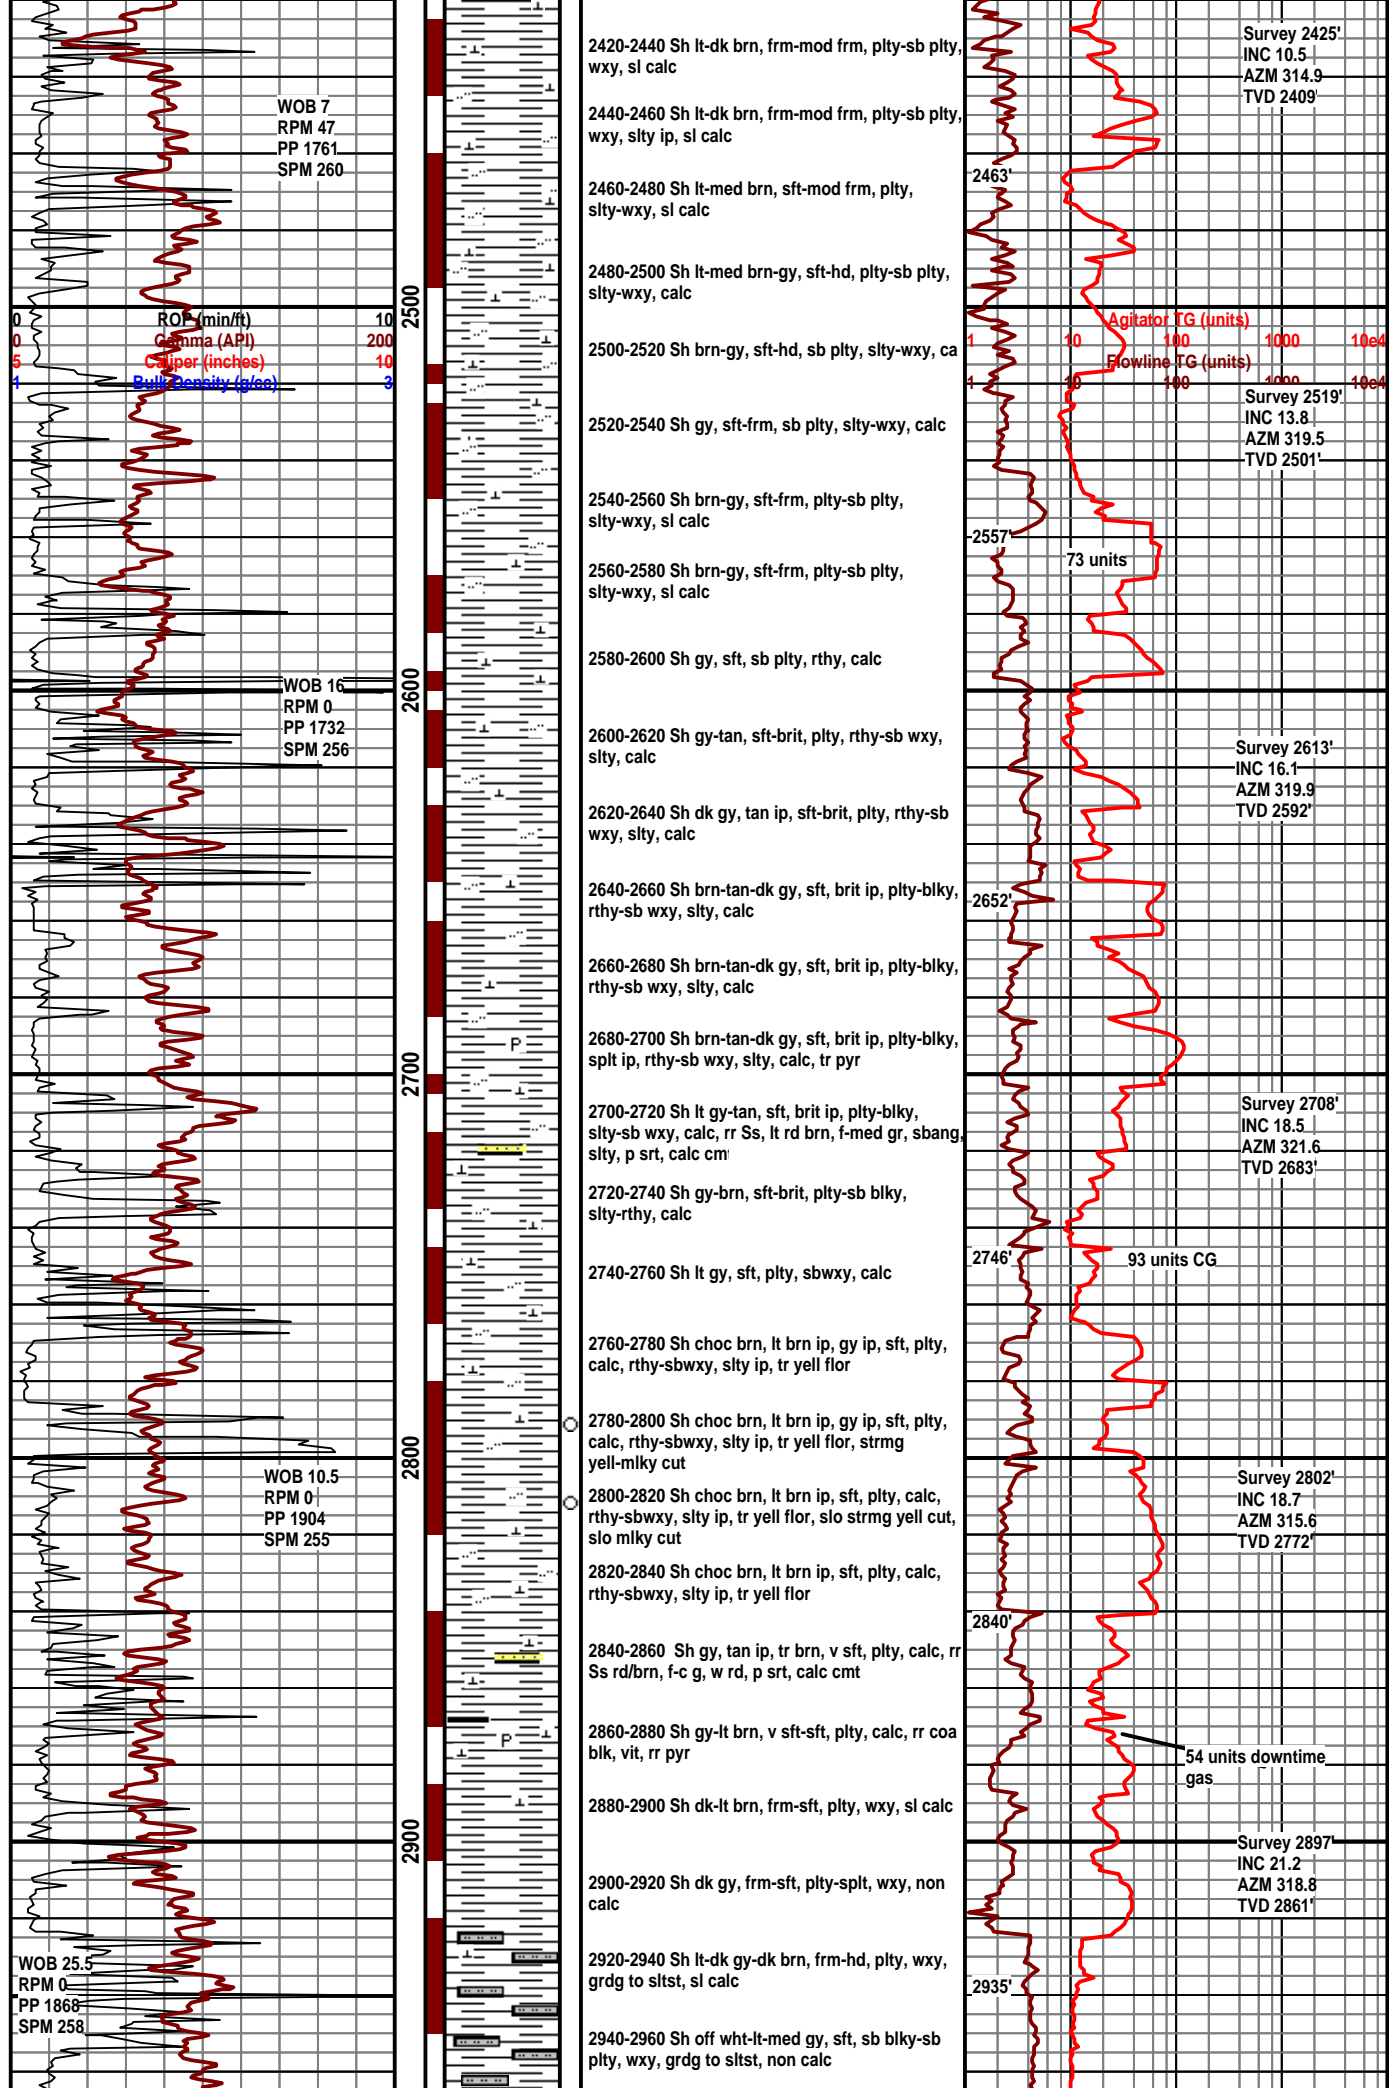 WOB 7
RPM 47
PP 1761
SPM 260
0 ROP (min/ft) 10
0 Gamma (API) 200
5 Caliper (inches) 10
1 Bulk Density (g/cc) 3
WOB 16
RPM 0
PP 1732
SPM 256
WOB 10.5
RPM 0
PP 1904
SPM 255
WOB 25.5
RPM 0
PP 1868
SPM 258
2500
2600
2700
2800
2900
P
P
2420-2440 Sh lt-dk brn, frm-mod frm, plty-sb plty,
wxy, sl calc
2440-2460 Sh lt-dk brn, frm-mod frm, plty-sb plty,
wxy, slty ip, sl calc
2460-2480 Sh lt-med brn, sft-mod frm, plty,
slty-wxy, sl calc
2480-2500 Sh lt-med brn-gy, sft-hd, plty-sb plty,
slty-wxy, calc
2500-2520 Sh brn-gy, sft-hd, sb plty, slty-wxy, ca
2520-2540 Sh gy, sft-frm, sb plty, slty-wxy, calc
2540-2560 Sh brn-gy, sft-frm, plty-sb plty,
slty-wxy, sl calc
2560-2580 Sh brn-gy, sft-frm, plty-sb plty,
slty-wxy, sl calc
2580-2600 Sh gy, sft, sb plty, rthy, calc
2600-2620 Sh gy-tan, sft-brit, plty, rthy-sb wxy,
slty, calc
2620-2640 Sh dk gy, tan ip, sft-brit, plty, rthy-sb
wxy, slty, calc
2640-2660 Sh brn-tan-dk gy, sft, brit ip, plty-blky,
rthy-sb wxy, slty, calc
2660-2680 Sh brn-tan-dk gy, sft, brit ip, plty-blky,
rthy-sb wxy, slty, calc
2680-2700 Sh brn-tan-dk gy, sft, brit ip, plty-blky,
splt ip, rthy-sb wxy, slty, calc, tr pyr
2700-2720 Sh lt gy-tan, sft, brit ip, plty-blky,
slty-sb wxy, calc, rr Ss, lt rd brn, f-med gr, sbang,
slty, p srt, calc cm
2720-2740 Sh gy-brn, sft-brit, plty-sb blky,
slty-rthy, calc
2740-2760 Sh lt gy, sft, plty, sbwxy, calc
2760-2780 Sh choc brn, lt brn ip, gy ip, sft, plty,
calc, rthy-sbwxy, slty ip, tr yell flor
2780-2800 Sh choc brn, lt brn ip, gy ip, sft, plty,
calc, rthy-sbwxy, slty ip, tr yell flor, strmg
yell-mlky cut
2800-2820 Sh choc brn, lt brn ip, sft, plty, calc,
rthy-sbwxy, slty ip, tr yell flor, slo strmg yell cut,
slo mlky cut
2820-2840 Sh choc brn, lt brn ip, sft, plty, calc,
rthy-sbwxy, slty ip, tr yell flor
2840-2860 Sh gy, tan ip, tr brn, v sft, plty, calc, rr
Ss rd/brn, f-c g, w rd, p srt, calc cmt
2860-2880 Sh gy-lt brn, v sft-sft, plty, calc, rr coa
blk, vit, rr pyr
2880-2900 Sh dk-lt brn, frm-sft, plty, wxy, sl calc
2900-2920 Sh dk gy, frm-sft, plty-splt, wxy, non
calc
2920-2940 Sh lt-dk gy-dk brn, frm-hd, plty, wxy,
grdg to sltst, sl calc
2940-2960 Sh off wht-lt-med gy, sft, sb blky-sb
plty, wxy, grdg to sltst, non calc
Survey 2425'
INC 10.5
AZM 314.9
TVD 2409'
2463'
Agitator TG (units)
1 10 100 1000 10e4
Flowline TG (units)
1 10 100 1000 10e4
Survey 2519'
INC 13.8
AZM 319.5
TVD 2501'
2557'
73 units
Survey 2613'
INC 16.1
AZM 319.9
TVD 2592'
2652'
Survey 2708'
INC 18.5
AZM 321.6
TVD 2683'
2746'
93 units CG
Survey 2802'
INC 18.7
AZM 315.6
TVD 2772'
2840'
54 units downtime
gas
Survey 2897'
INC 21.2
AZM 318.8
TVD 2861'
2935'